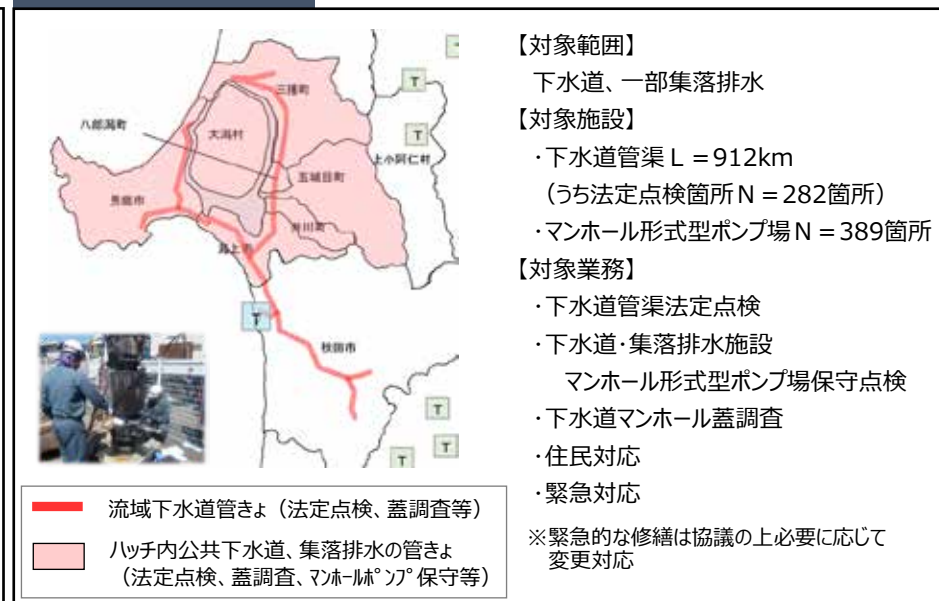 【対象範囲】
下水道、一部集落排水
【対象施設】
・下水道管渠L=912km
(うち法定点検箇所N=282箇所)
・マンホール形式型ポンプ場N=389箇所
【対象業務】
・下水道管渠法定点検
・下水道・集落排水施設
マンホール形式型ポンプ場保守点検
・下水道マンホール蓋調査
・住民対応
・緊急対応
※緊急的な修繕は協議の上必要に応じて
変更対応
三種町
T
八郎潟町
大潟村
T
上小阿仁村
五城目町
男鹿市
井川町
潟上市
T
秋田市
T
T
T
流域下水道管きょ(法定点検、蓋調査等)
ハッチ内公共下水道、集落排水の管きょ
(法定点検、蓋調査、マンホールポンプ保守等)